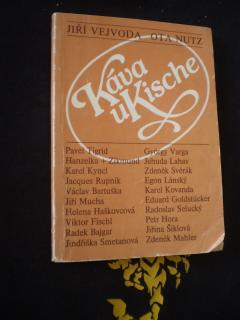 JIŘÍ VEJVODA OTA NUTZ
Káva
u Kische
Pavel Tigrid
Hanzelka + Zikmund
Karel Kyncl
Jacques Rupnik
Václav Bartuška
Jiří Mucha
Helena Haškovcová
Viktor Fischl
Radek Bajgar
Jindřiška Smetanová
György Varga
Jehuda Lahav
Zdeněk Svěrák
Egon Lánský
Karel Kovanda
Eduard Goldstücker
Radoslav Selucký
Petr Hora
Jiřina Šiklová
Zdeněk Mahler